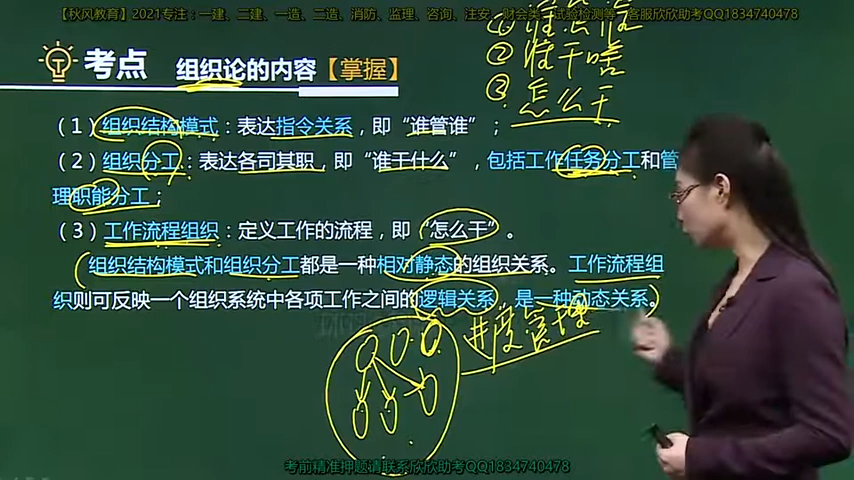 【秋风教育】2021专注：一建、二建、一造、二造、消防、监理、咨询、注安、财会类、试验检测等，客服欣欣助考QQ1834740478
① 谁管谁
② 谁干啥
③ 怎么干
考点 组织论的内容【掌握】
（1）组织结构模式：表达指令关系，即“谁管谁”；
（2）组织分工：表达各司其职，即“谁干什么”，包括工作任务分工和管
理职能分工；
（3）工作流程组织：定义工作的流程，即“怎么干”。
组织结构模式和组织分工都是一种相对静态的组织关系。工作流程组
织则可反映一个组织系统中各项工作之间的逻辑关系，是一种动态关系。
进度管理
考前精准押题请联系欣欣助考QQ1834740478